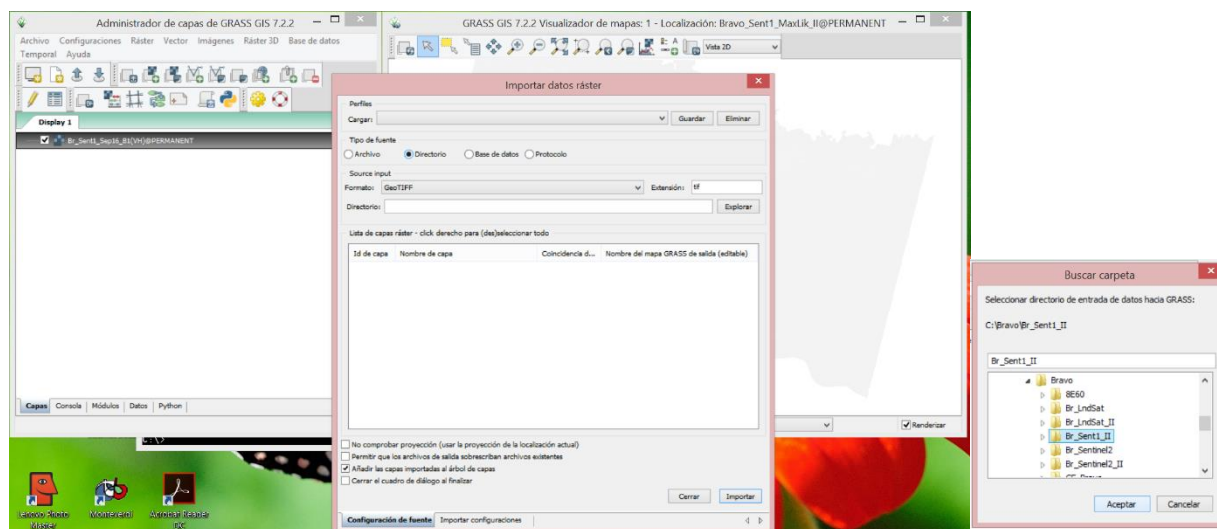 Administrador de capas de GRASS GIS 7.2.2
Archivo Configuraciones Ráster Vector Imágenes Ráster 3D Base de datos
Temporal Ayuda
Display 1
Br_Sent1_Sep16_B1(VH)@PERMANENT
Capas Consola Módulos Datos Python
GRASS GIS 7.2.2 Visualizador de mapas: 1 - Localización: Bravo_Sent1_MaxLik_II@PERMANENT
Vista 2D
Renderizar
Importar datos ráster
Perfiles
Cargar: Guardar Eliminar
Tipo de fuente
Archivo Directorio Base de datos Protocolo
Source input
Formato: GeoTIFF Extensión: tif
Directorio: Explorar
Lista de capas ráster - click derecho para (des)seleccionar todo
Id de capa Nombre de capa Coincidencia d... Nombre del mapa GRASS de salida (editable)
No comprobar proyección (usar la proyección de la localización actual)
Permitir que los archivos de salida sobrescriban archivos existentes
Añadir las capas importadas al árbol de capas
Cerrar el cuadro de diálogo al finalizar
Cerrar Importar
Configuración de fuente Importar configuraciones
Buscar carpeta
Seleccionar directorio de entrada de datos hacia GRASS:
C:\Bravo\Br_Sent1_II
Br_Sent1_II
Bravo
8E60
Br_LndSat
Br_LndSat_II
Br_Sent1_II
Br_Sentinel2
Br_Sentinel2_II
Aceptar Cancelar
C:\>
Lenovo Photo
Master
Monteverdi
Acrobat Reader
DC